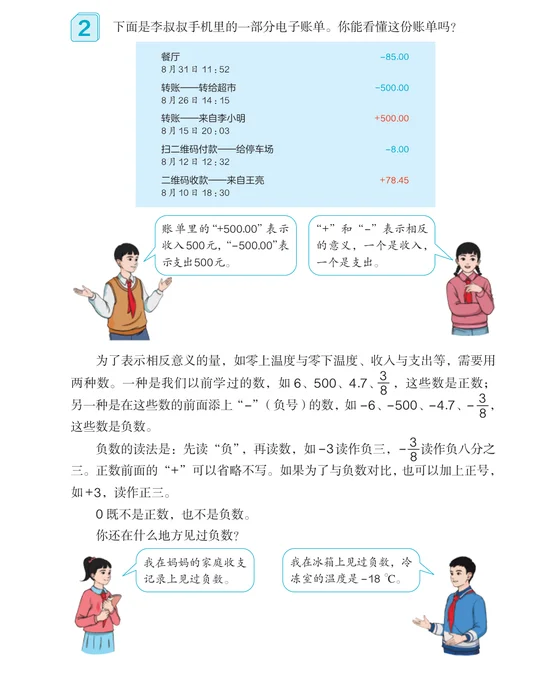 2 下面是李叔叔手机里的一部分电子账单。你能看懂这份账单吗?
餐厅 -85.00
8月31日 11:52
转账——转给超市 -500.00
8月26日 14:15
转账——来自李小明 +500.00
8月15日 20:03
扫二维码付款——给停车场 -8.00
8月12日 12:32
二维码收款——来自王亮 +78.45
8月10日 18:30
账单里的“+500.00”表示
收入500元,“-500.00”表
示支出500元。
“+”和“-”表示相反
的意义,一个是收入,
一个是支出。
为了表示相反意义的量,如零上温度与零下温度、收入与支出等,需要用
两种数。一种是我们以前学过的数,如 6、500、4.7、3/8,这些数是正数;
另一种是在这些数的前面添上“-”(负号)的数,如 -6、-500、-4.7、-3/8,
这些数是负数。
负数的读法是:先读“负”,再读数,如 -3 读作负三,-3/8 读作负八分之
三。正数前面的“+”可以省略不写。如果为了与负数对比,也可以加上正号,
如 +3,读作正三。
0 既不是正数,也不是负数。
你还在什么地方见过负数?
我在妈妈的家庭收支
记录上见过负数。
我在冰箱上见过负数,冷
冻室的温度是 -18 ℃。